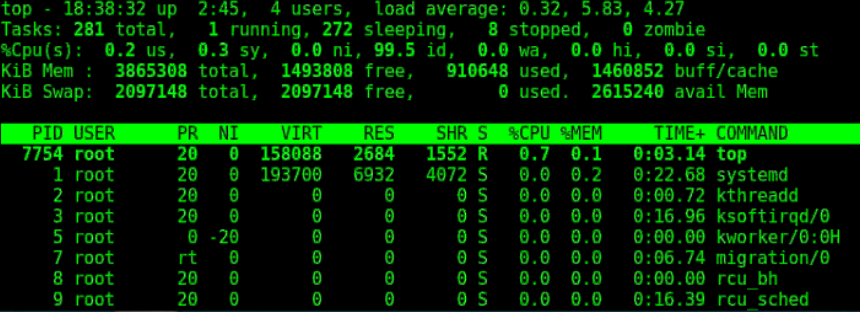 top - 18:38:32 up  2:45,  4 users,  load average: 0.32, 5.83, 4.27
Tasks: 281 total,   1 running, 272 sleeping,   8 stopped,   0 zombie
%Cpu(s):  0.2 us,  0.3 sy,  0.0 ni, 99.5 id,  0.0 wa,  0.0 hi,  0.0 si,  0.0 st
KiB Mem :  3865308 total,  1493808 free,   910648 used,  1460852 buff/cache
KiB Swap:  2097148 total,  2097148 free,        0 used.  2615240 avail Mem
PID USER      PR  NI    VIRT    RES    SHR S  %CPU %MEM     TIME+ COMMAND
7754 root      20   0  158088   2684   1552 R   0.7  0.1   0:03.14 top
1 root      20   0  193700   6932   4072 S   0.0  0.2   0:22.68 systemd
2 root      20   0       0      0      0 S   0.0  0.0   0:00.72 kthreadd
3 root      20   0       0      0      0 S   0.0  0.0   0:16.96 ksoftirqd/0
5 root       0 -20       0      0      0 S   0.0  0.0   0:00.00 kworker/0:0H
7 root      rt   0       0      0      0 S   0.0  0.0   0:06.74 migration/0
8 root      20   0       0      0      0 S   0.0  0.0   0:00.00 rcu_bh
9 root      20   0       0      0      0 S   0.0  0.0   0:16.39 rcu_sched